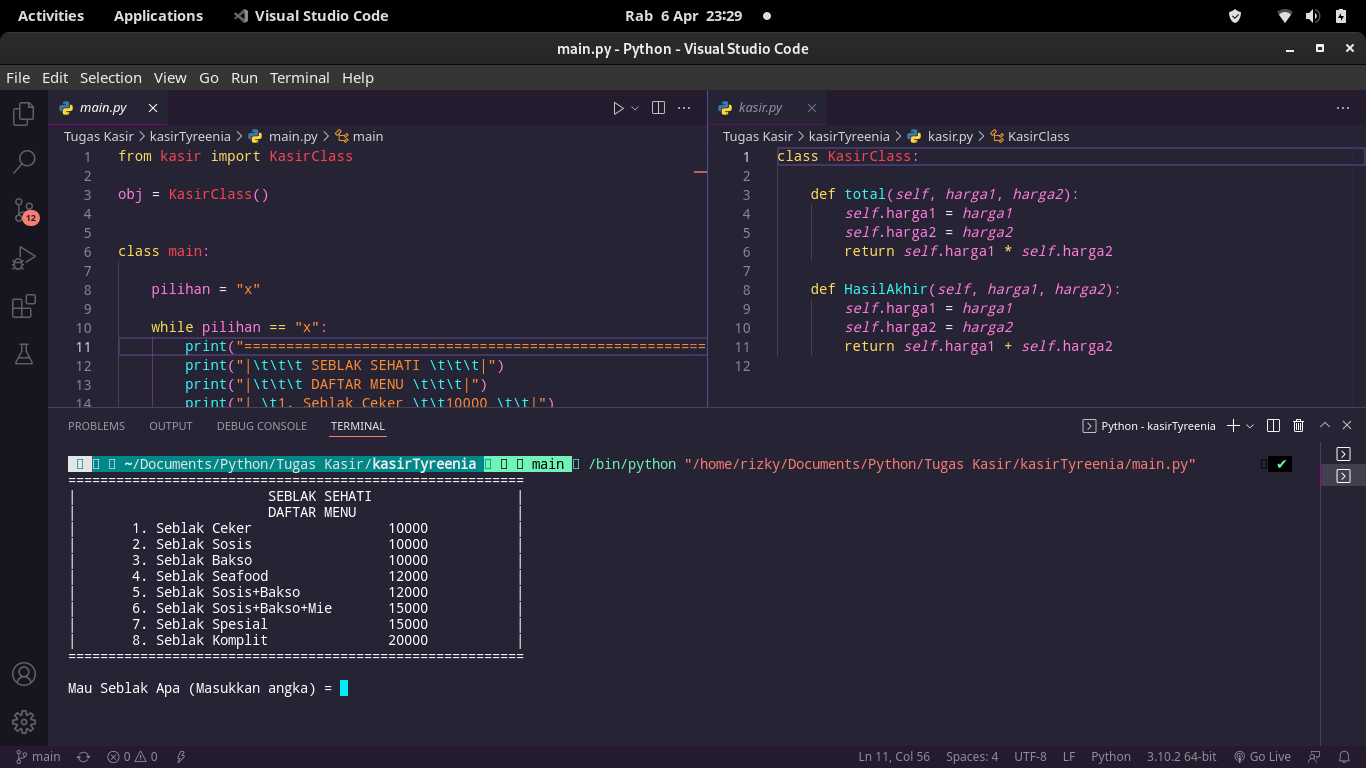 Activities Applications Visual Studio Code Rab 6 Apr 23:29
main.py - Python - Visual Studio Code
File Edit Selection View Go Run Terminal Help
main.py
Tugas Kasir > kasirTyreenia > main.py > main
1 from kasir import KasirClass
2
3 obj = KasirClass()
4
5
6 class main:
7
8 pilihan = "x"
9
10 while pilihan == "x":
11 print("=======================================================
12 print("|\t\t\t SEBLAK SEHATI \t\t\t|")
13 print("|\t\t\t DAFTAR MENU \t\t\t|")
14 print("| \t1. Seblak Ceker \t\t10000 \t\t|")
kasir.py
Tugas Kasir > kasirTyreenia > kasir.py > KasirClass
1 class KasirClass:
2
3 def total(self, harga1, harga2):
4 self.harga1 = harga1
5 self.harga2 = harga2
6 return self.harga1 * self.harga2
7
8 def HasilAkhir(self, harga1, harga2):
9 self.harga1 = harga1
10 self.harga2 = harga2
11 return self.harga1 + self.harga2
12
12
PROBLEMS OUTPUT DEBUG CONSOLE TERMINAL Python - kasirTyreenia
~/Documents/Python/Tugas Kasir/kasirTyreenia main /bin/python "/home/rizky/Documents/Python/Tugas Kasir/kasirTyreenia/main.py" ✔
=========================================================
| SEBLAK SEHATI |
| DAFTAR MENU |
| 1. Seblak Ceker 10000 |
| 2. Seblak Sosis 10000 |
| 3. Seblak Bakso 10000 |
| 4. Seblak Seafood 12000 |
| 5. Seblak Sosis+Bakso 12000 |
| 6. Seblak Sosis+Bakso+Mie 15000 |
| 7. Seblak Spesial 15000 |
| 8. Seblak Komplit 20000 |
=========================================================
Mau Seblak Apa (Masukkan angka) =
main 0 0 Ln 11, Col 56 Spaces: 4 UTF-8 LF Python 3.10.2 64-bit Go Live